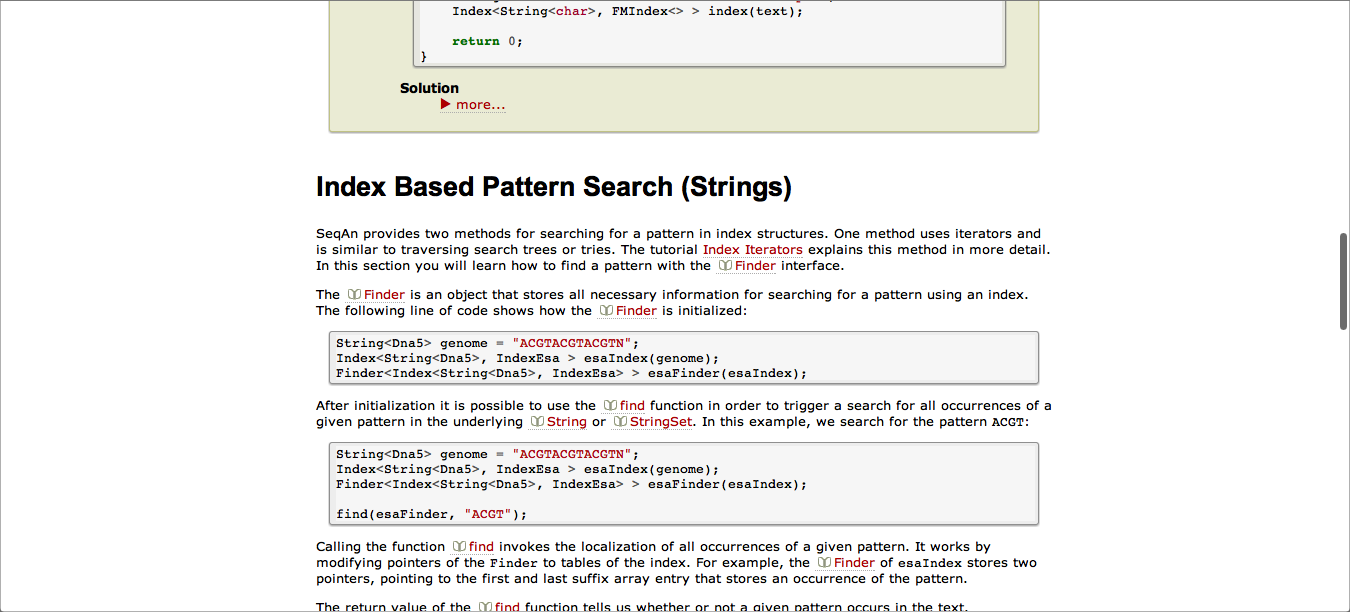 Index<String<char>, FMIndex<> > index(text);
return 0;
}
Solution
more...
Index Based Pattern Search (Strings)
SeqAn provides two methods for searching for a pattern in index structures. One method uses iterators and
is similar to traversing search trees or tries. The tutorial Index Iterators explains this method in more detail.
In this section you will learn how to find a pattern with the Finder interface.
The Finder is an object that stores all necessary information for searching for a pattern using an index.
The following line of code shows how the Finder is initialized:
String<Dna5> genome = "ACGTACGTACGTN";
Index<String<Dna5>, IndexEsa > esaIndex(genome);
Finder<Index<String<Dna5>, IndexEsa> > esaFinder(esaIndex);
After initialization it is possible to use the find function in order to trigger a search for all occurrences of a
given pattern in the underlying String or StringSet. In this example, we search for the pattern ACGT:
String<Dna5> genome = "ACGTACGTACGTN";
Index<String<Dna5>, IndexEsa > esaIndex(genome);
Finder<Index<String<Dna5>, IndexEsa> > esaFinder(esaIndex);
find(esaFinder, "ACGT");
Calling the function find invokes the localization of all occurrences of a given pattern. It works by
modifying pointers of the Finder to tables of the index. For example, the Finder of esaIndex stores two
pointers, pointing to the first and last suffix array entry that stores an occurrence of the pattern.
The return value of the find function tells us whether or not a given pattern occurs in the text.